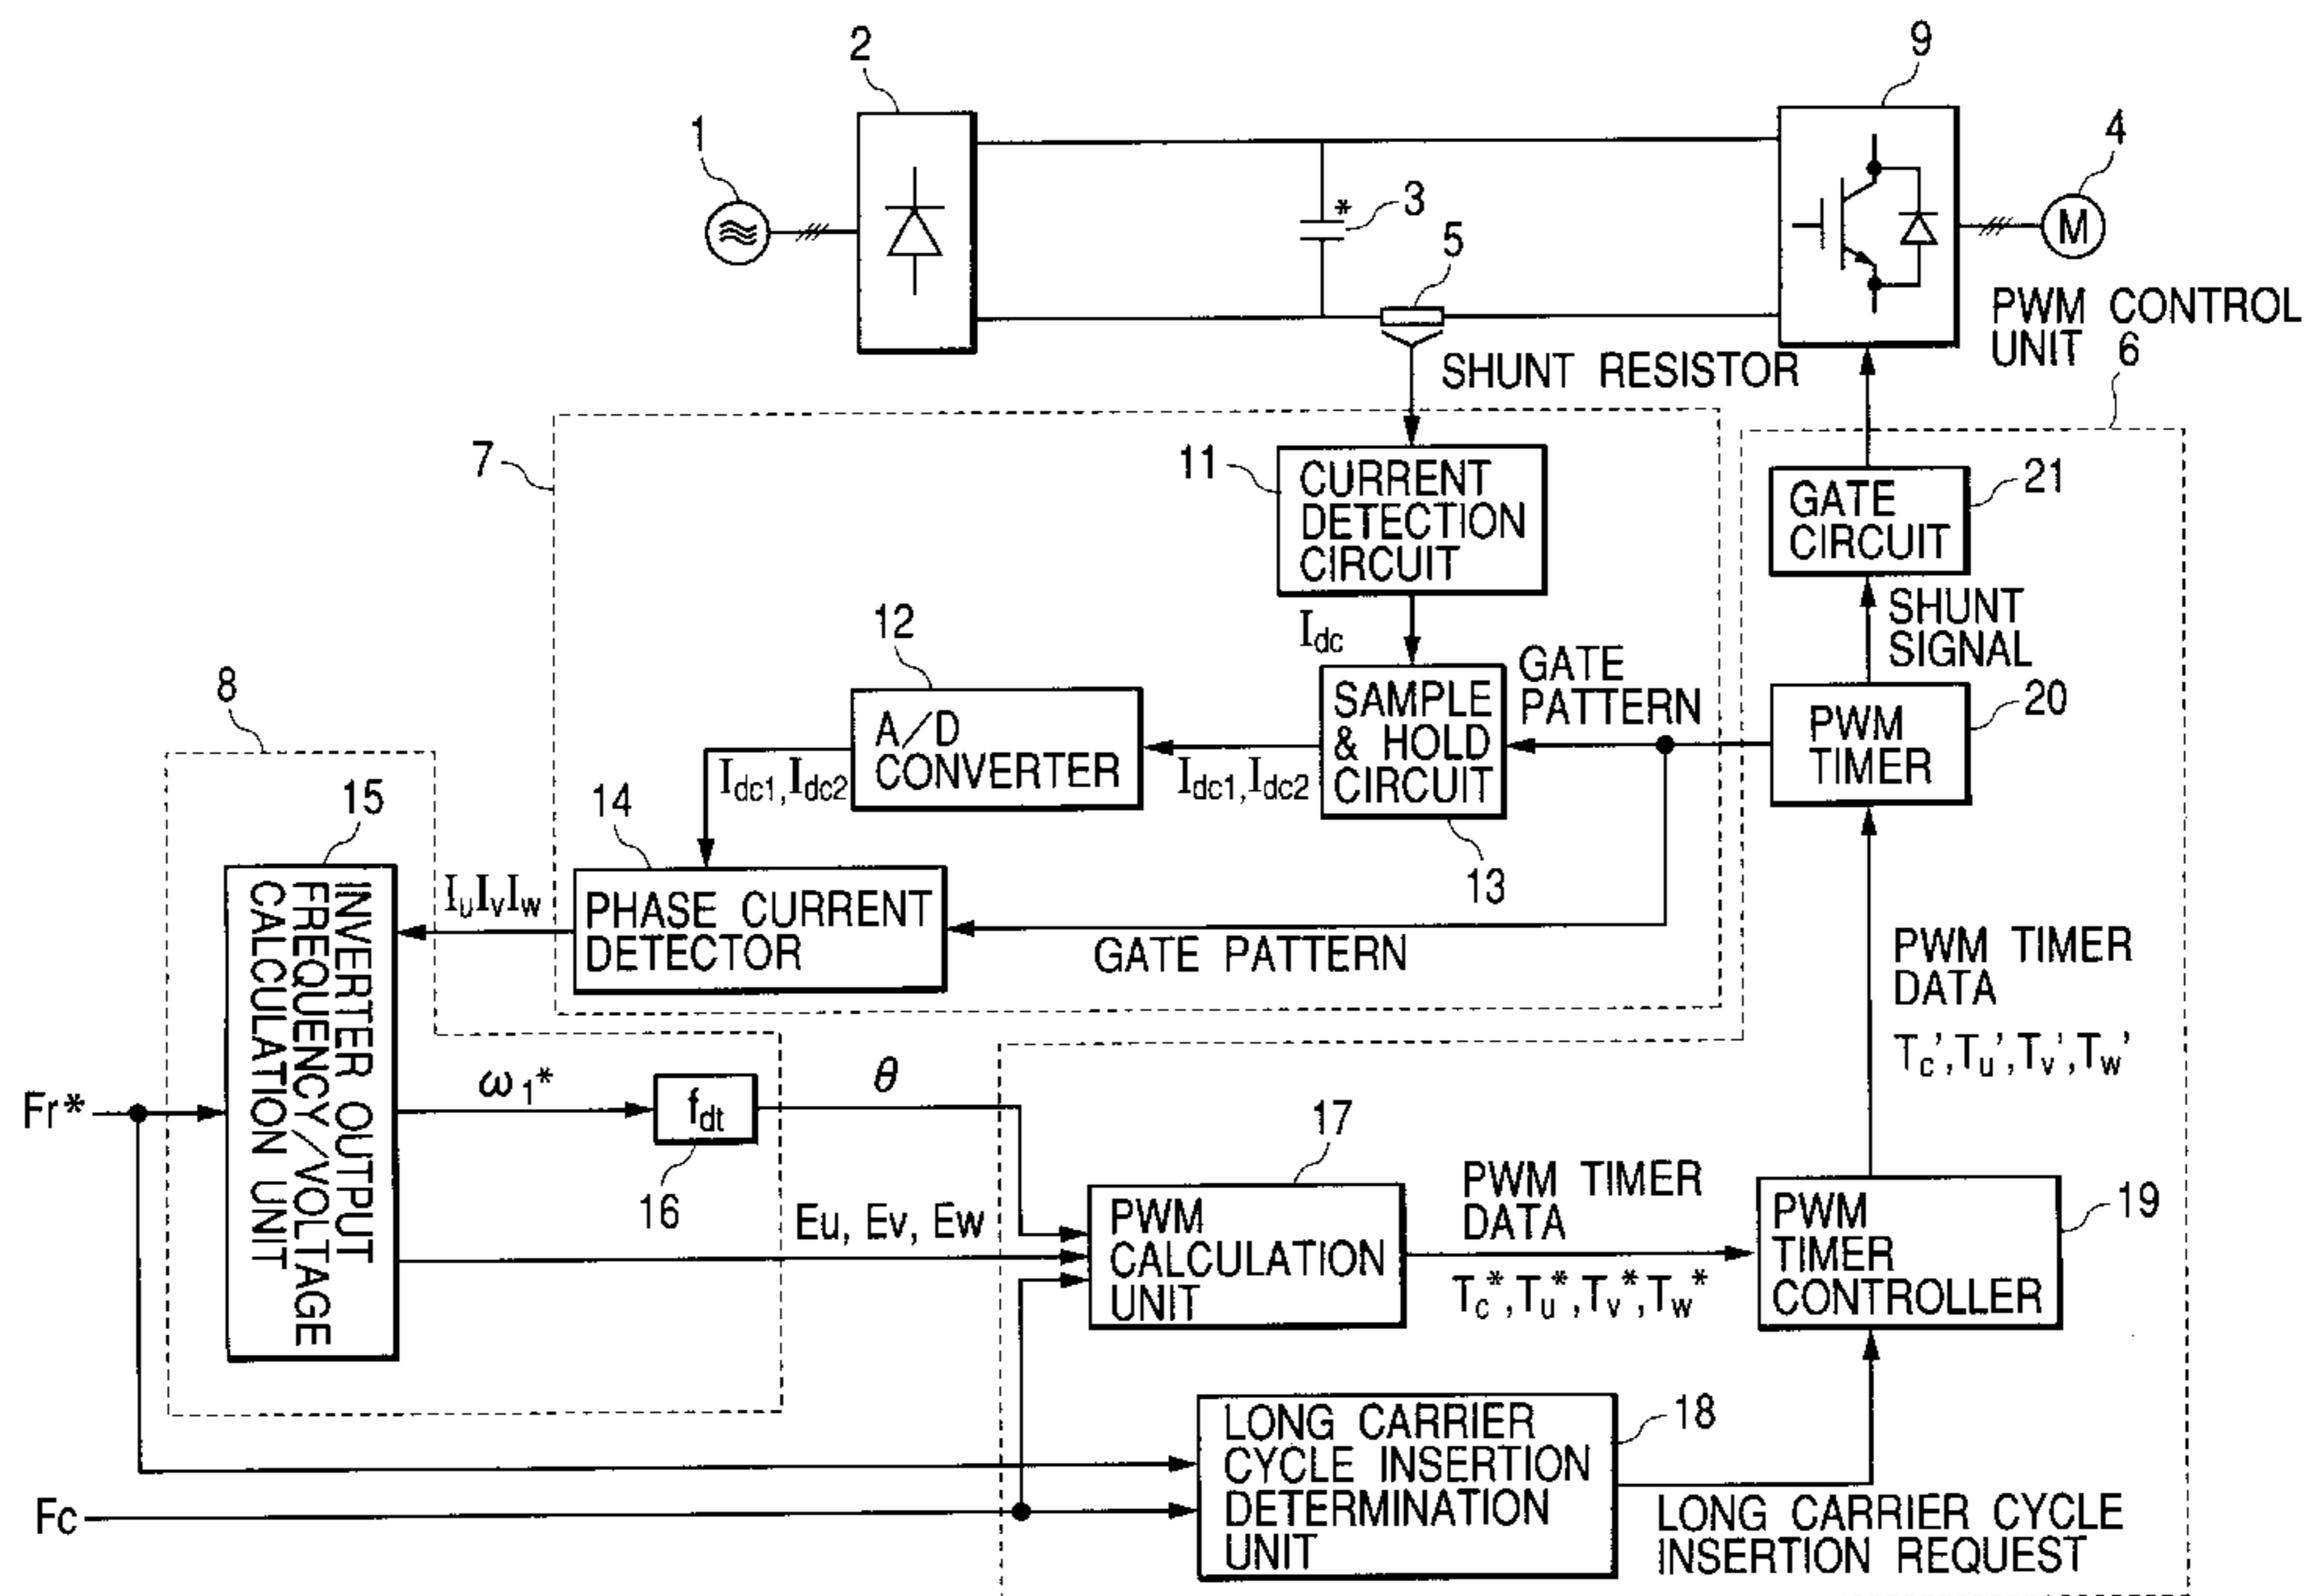 2
9
1
4
* 3
5
M
PWM CONTROL
UNIT 6
SHUNT RESISTOR
7
11
CURRENT
DETECTION
CIRCUIT
21
GATE
CIRCUIT
SHUNT
SIGNAL
Idc
12
8
GATE
PATTERN
SAMPLE
& HOLD
CIRCUIT
20
PWM
TIMER
A/D
CONVERTER
Idc1,Idc2
Idc1,Idc2
15
14
13
IuIvIw
PHASE CURRENT
DETECTOR
GATE PATTERN
INVERTER OUTPUT
FREQUENCY/VOLTAGE
CALCULATION UNIT
PWM TIMER
DATA
Tc',Tu',Tv',Tw'
Fr*
ω1*
fdt
θ
16
17
Eu, Ev, Ew
PWM
CALCULATION
UNIT
PWM TIMER
DATA
Tc*,Tu*,Tv*,Tw*
PWM
TIMER
CONTROLLER
19
18
LONG CARRIER
CYCLE INSERTION
DETERMINATION
UNIT
Fc
LONG CARRIER CYCLE
INSERTION REQUEST